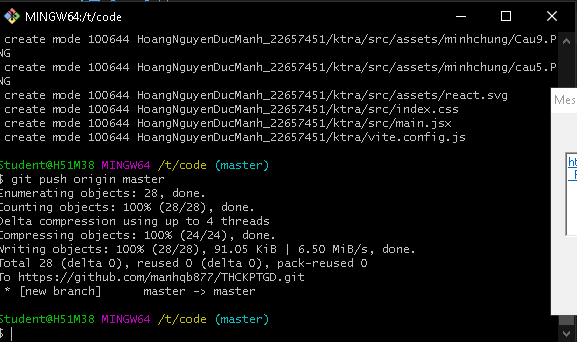 MINGW64:/t/code
create mode 100644 HoangNguyenDucManh_22657451/ktra/src/assets/minhchung/Cau9.P
NG
create mode 100644 HoangNguyenDucManh_22657451/ktra/src/assets/minhchung/cau5.P
NG
create mode 100644 HoangNguyenDucManh_22657451/ktra/src/assets/react.svg
create mode 100644 HoangNguyenDucManh_22657451/ktra/src/index.css
create mode 100644 HoangNguyenDucManh_22657451/ktra/src/main.jsx
create mode 100644 HoangNguyenDucManh_22657451/ktra/vite.config.js
Student@H51M38 MINGW64 /t/code (master)
$ git push origin master
Enumerating objects: 28, done.
Counting objects: 100% (28/28), done.
Delta compression using up to 4 threads
Compressing objects: 100% (24/24), done.
Writing objects: 100% (28/28), 91.05 KiB | 6.50 MiB/s, done.
Total 28 (delta 0), reused 0 (delta 0), pack-reused 0
To https://github.com/manhqb877/THCKPTGD.git
* [new branch] master -> master
Student@H51M38 MINGW64 /t/code (master)
$
Mes
ht